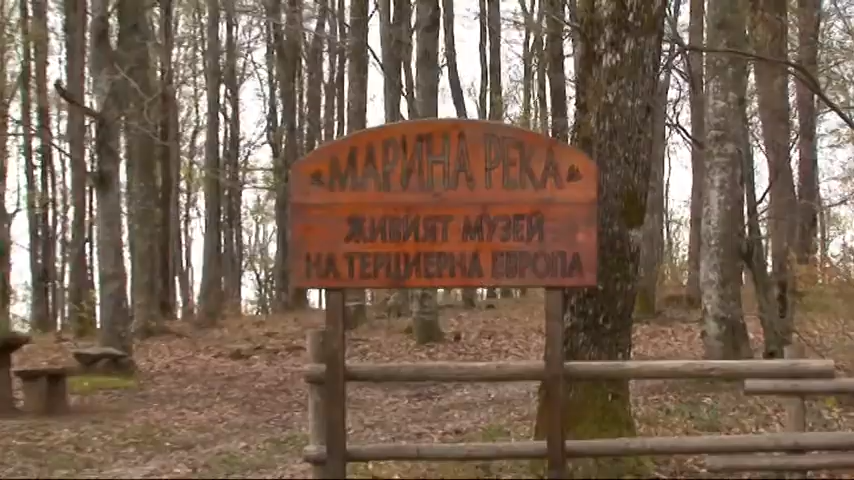 МАРИНА РЕКА
ЖИВИЯТ МУЗЕЙ
НА ТЕРЦИЕРНА ЕВРОПА